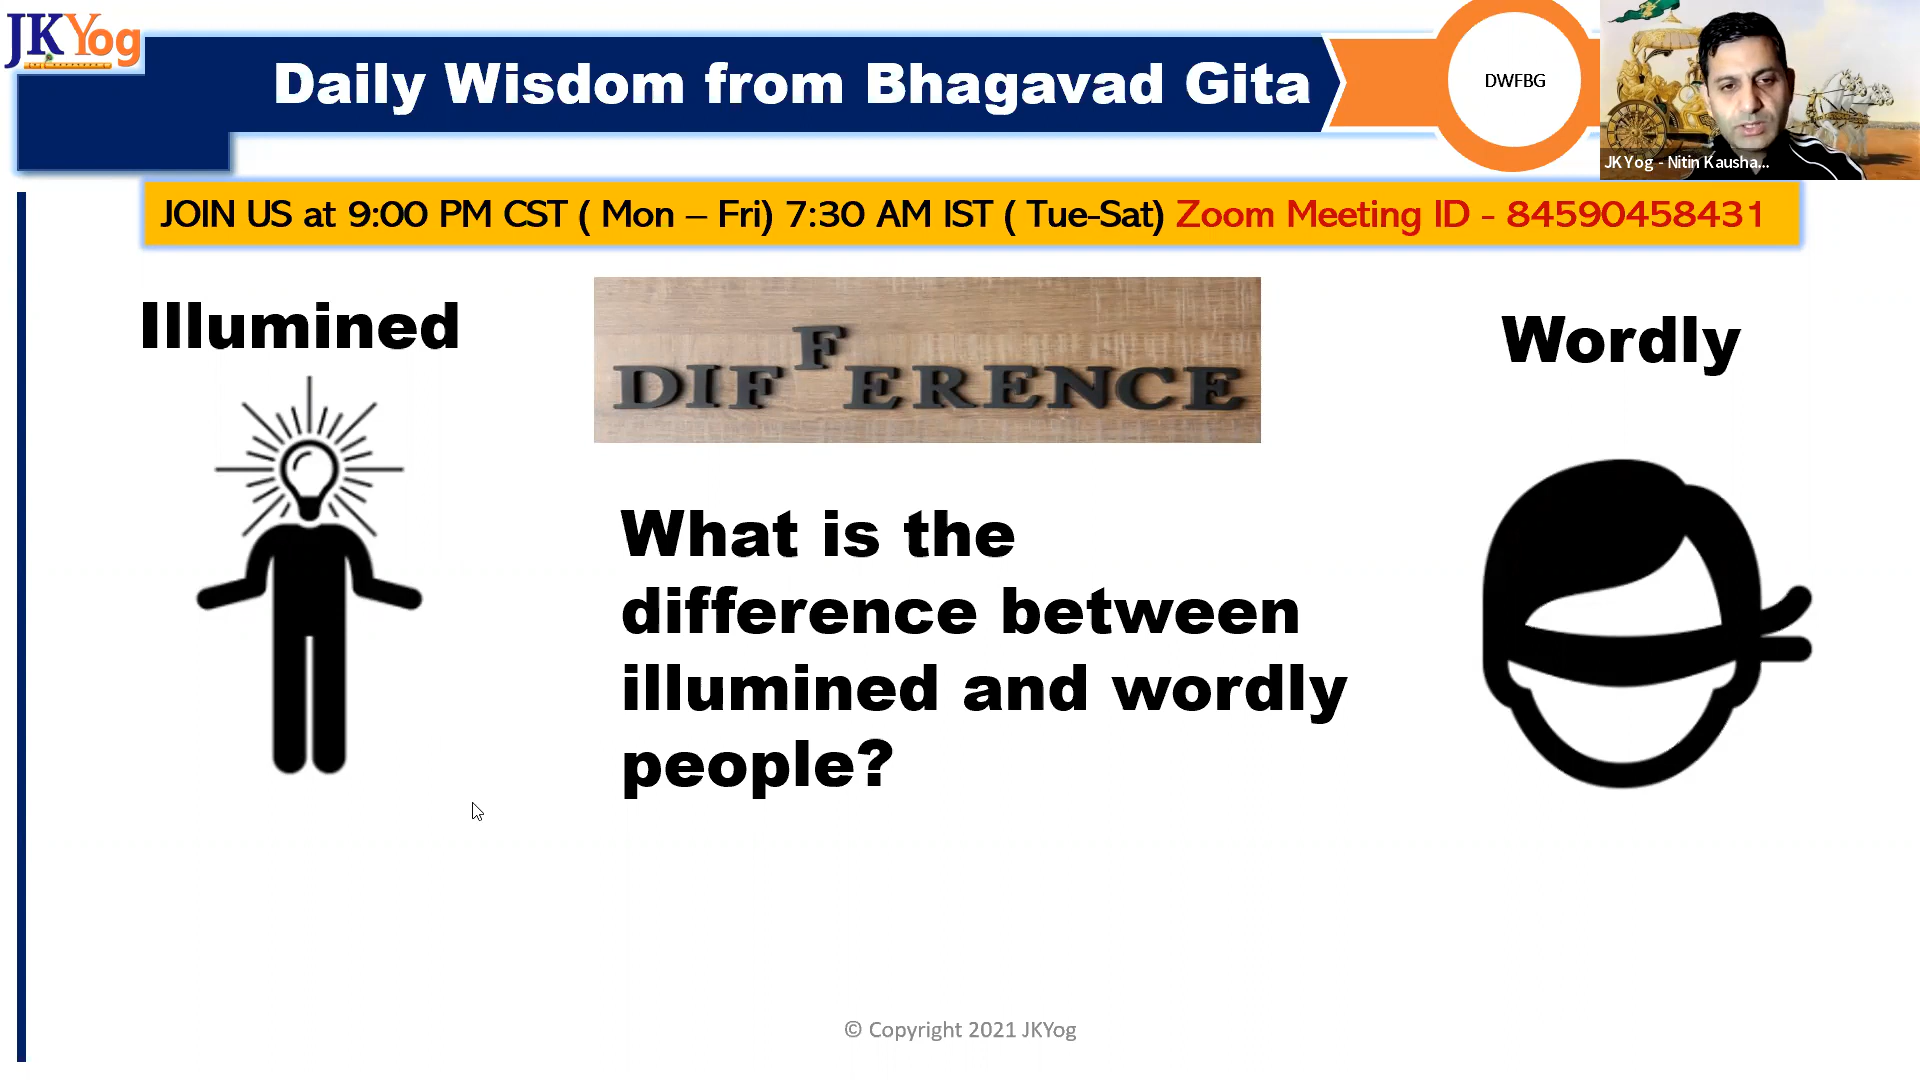 JKYog
Daily Wisdom from Bhagavad Gita
DWFBG
JKYog - Nitin Kausha...
JOIN US at 9:00 PM CST ( Mon – Fri) 7:30 AM IST ( Tue-Sat) Zoom Meeting ID - 84590458431
Illumined
DIFFERENCE
Wordly
What is the
difference between
illumined and wordly
people?
© Copyright 2021 JKYog